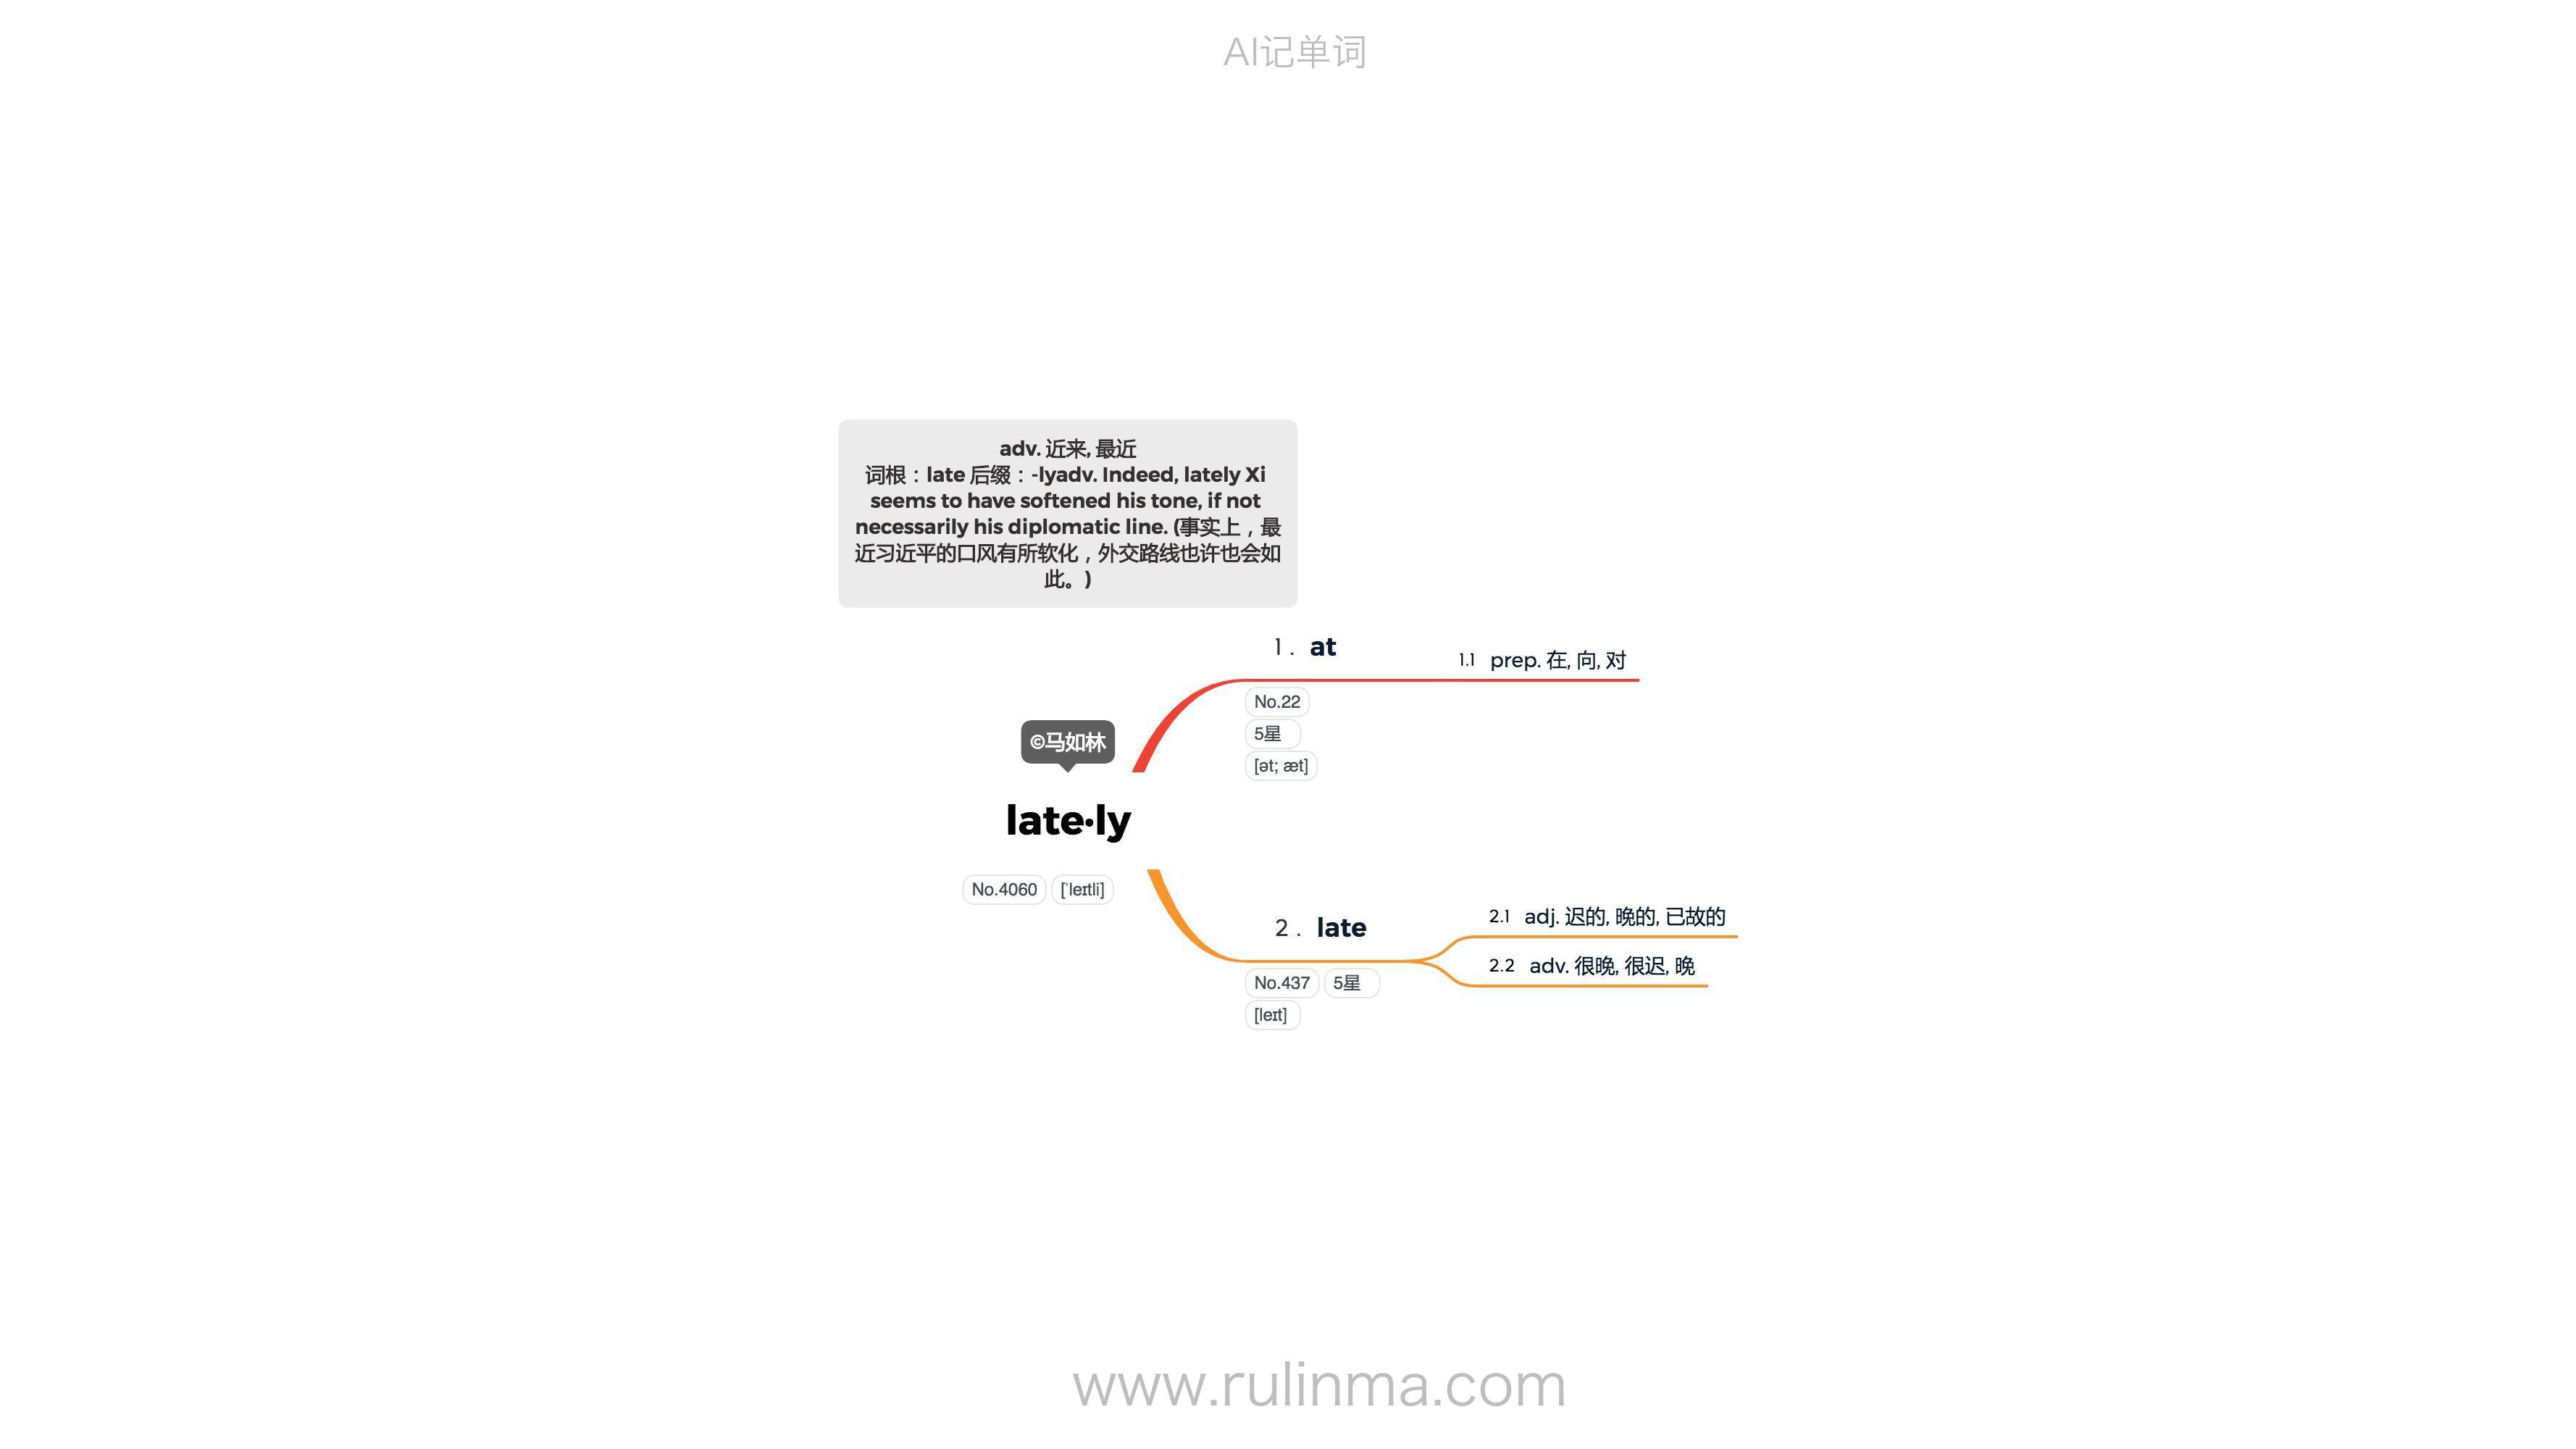 AI记单词
adv. 近来, 最近
词根：late 后缀：-lyadv. Indeed, lately Xi
seems to have softened his tone, if not
necessarily his diplomatic line. (事实上，最
近习近平的口风有所软化，外交路线也许也会如
此。)
1. at
1.1 prep. 在, 向, 对
No.22
5星
[ət; æt]
©马如林
late·ly
No.4060 [ˈleɪtli]
2. late
2.1 adj. 迟的, 晚的, 已故的
2.2 adv. 很晚, 很迟, 晚
No.437 5星
[leɪt]
www.rulinma.com